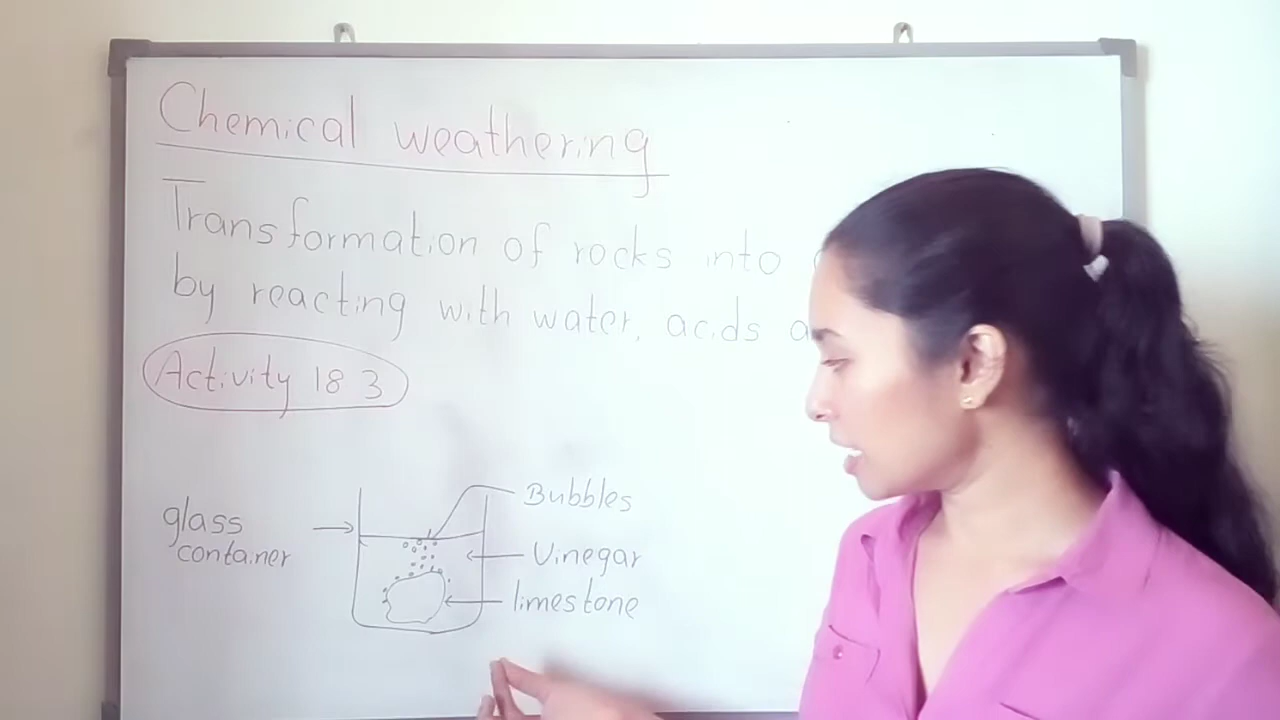 Chemical weathering
Transformation of rocks into
by reacting with water, acids a
Activity 18 3
glass
container
Bubbles
Vinegar
limestone